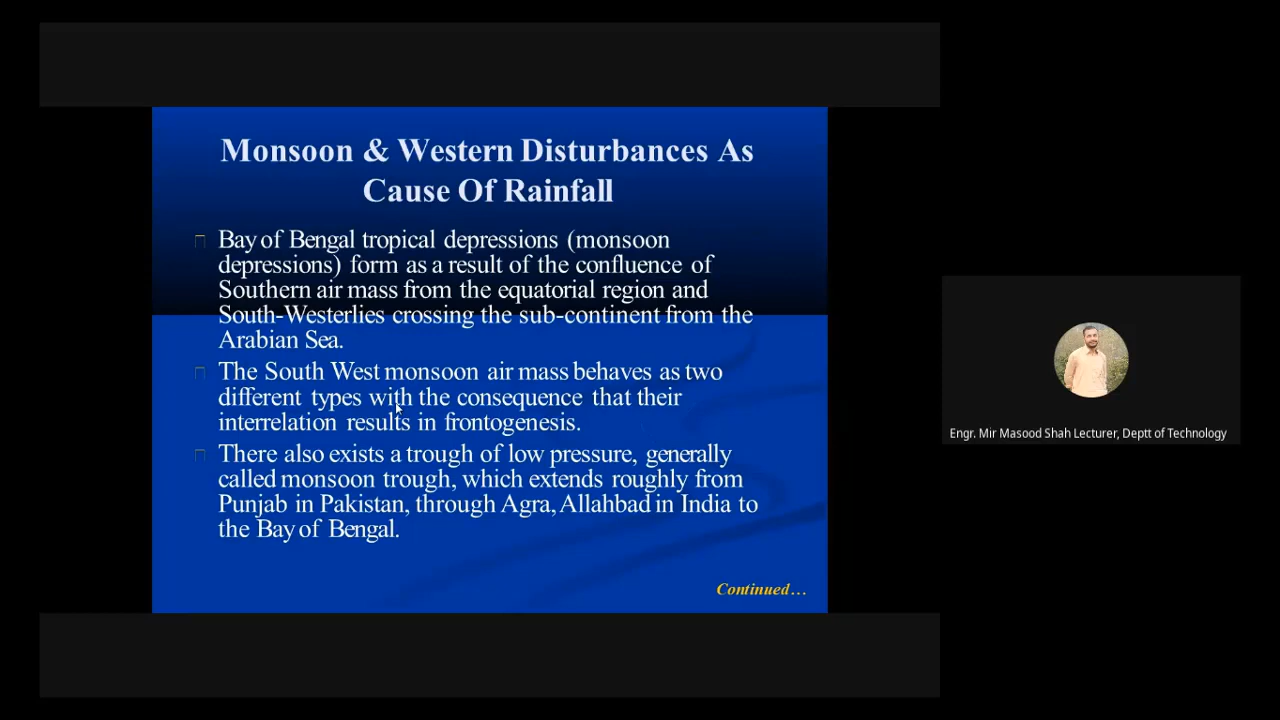 Monsoon & Western Disturbances As
Cause Of Rainfall
Bay of Bengal tropical depressions (monsoon
depressions) form as a result of the confluence of
Southern air mass from the equatorial region and
South-Westerlies crossing the sub-continent from the
Arabian Sea.
The South West monsoon air mass behaves as two
different types with the consequence that their
interrelation results in frontogenesis.
There also exists a trough of low pressure, generally
called monsoon trough, which extends roughly from
Punjab in Pakistan, through Agra, Allahbad in India to
the Bay of Bengal.
Continued…
Engr. Mir Masood Shah Lecturer, Deptt of Technology